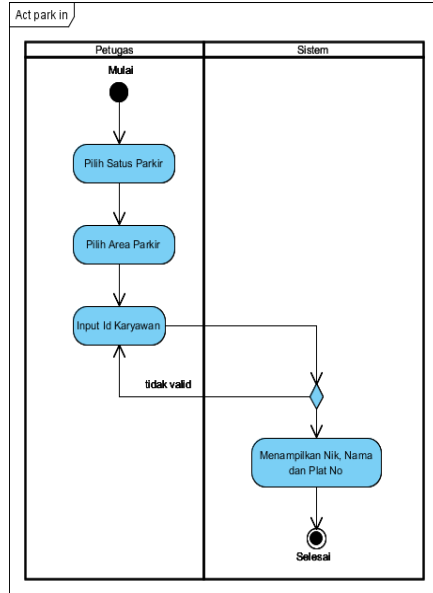 Act park in
Petugas
Sistem
Mulai
Pilih Satus Parkir
Pilih Area Parkir
Input Id Karyawan
tidak valid
Menampilkan Nik, Nama
dan Plat No
Selesai